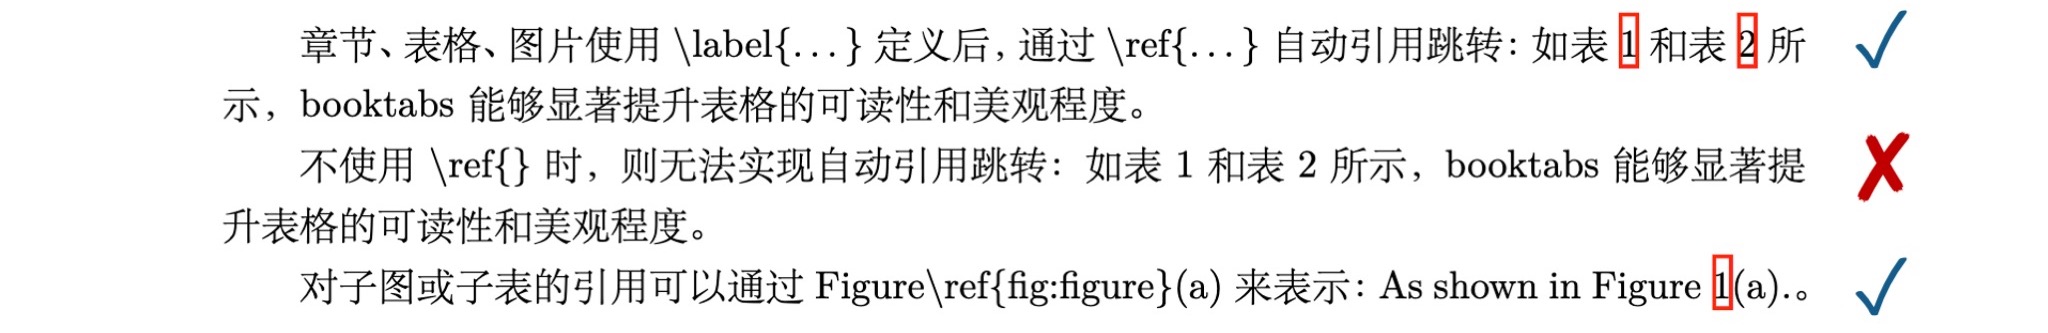 章节、表格、图片使用 \label{...} 定义后，通过 \ref{...} 自动引用跳转：如表 1 和表 2 所
示，booktabs 能够显著提升表格的可读性和美观程度。
不使用 \ref{} 时，则无法实现自动引用跳转：如表 1 和表 2 所示，booktabs 能够显著提
升表格的可读性和美观程度。
对子图或子表的引用可以通过 Figure\ref{fig:figure}(a) 来表示：As shown in Figure 1(a).。